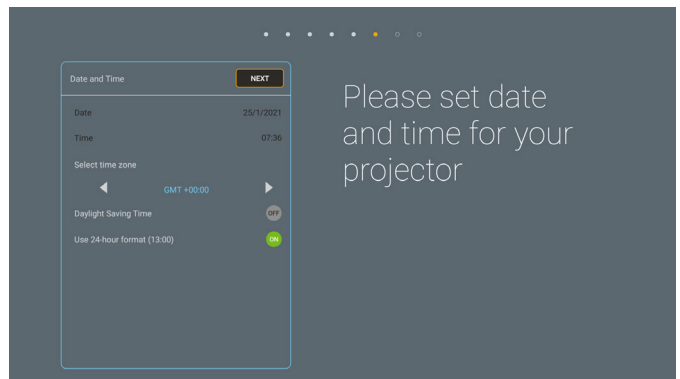 Date and Time
NEXT
Date 25/1/2021
Time 07:36
Select time zone
GMT +00:00
Daylight Saving Time OFF
Use 24-hour format (13:00) ON
Please set date
and time for your
projector